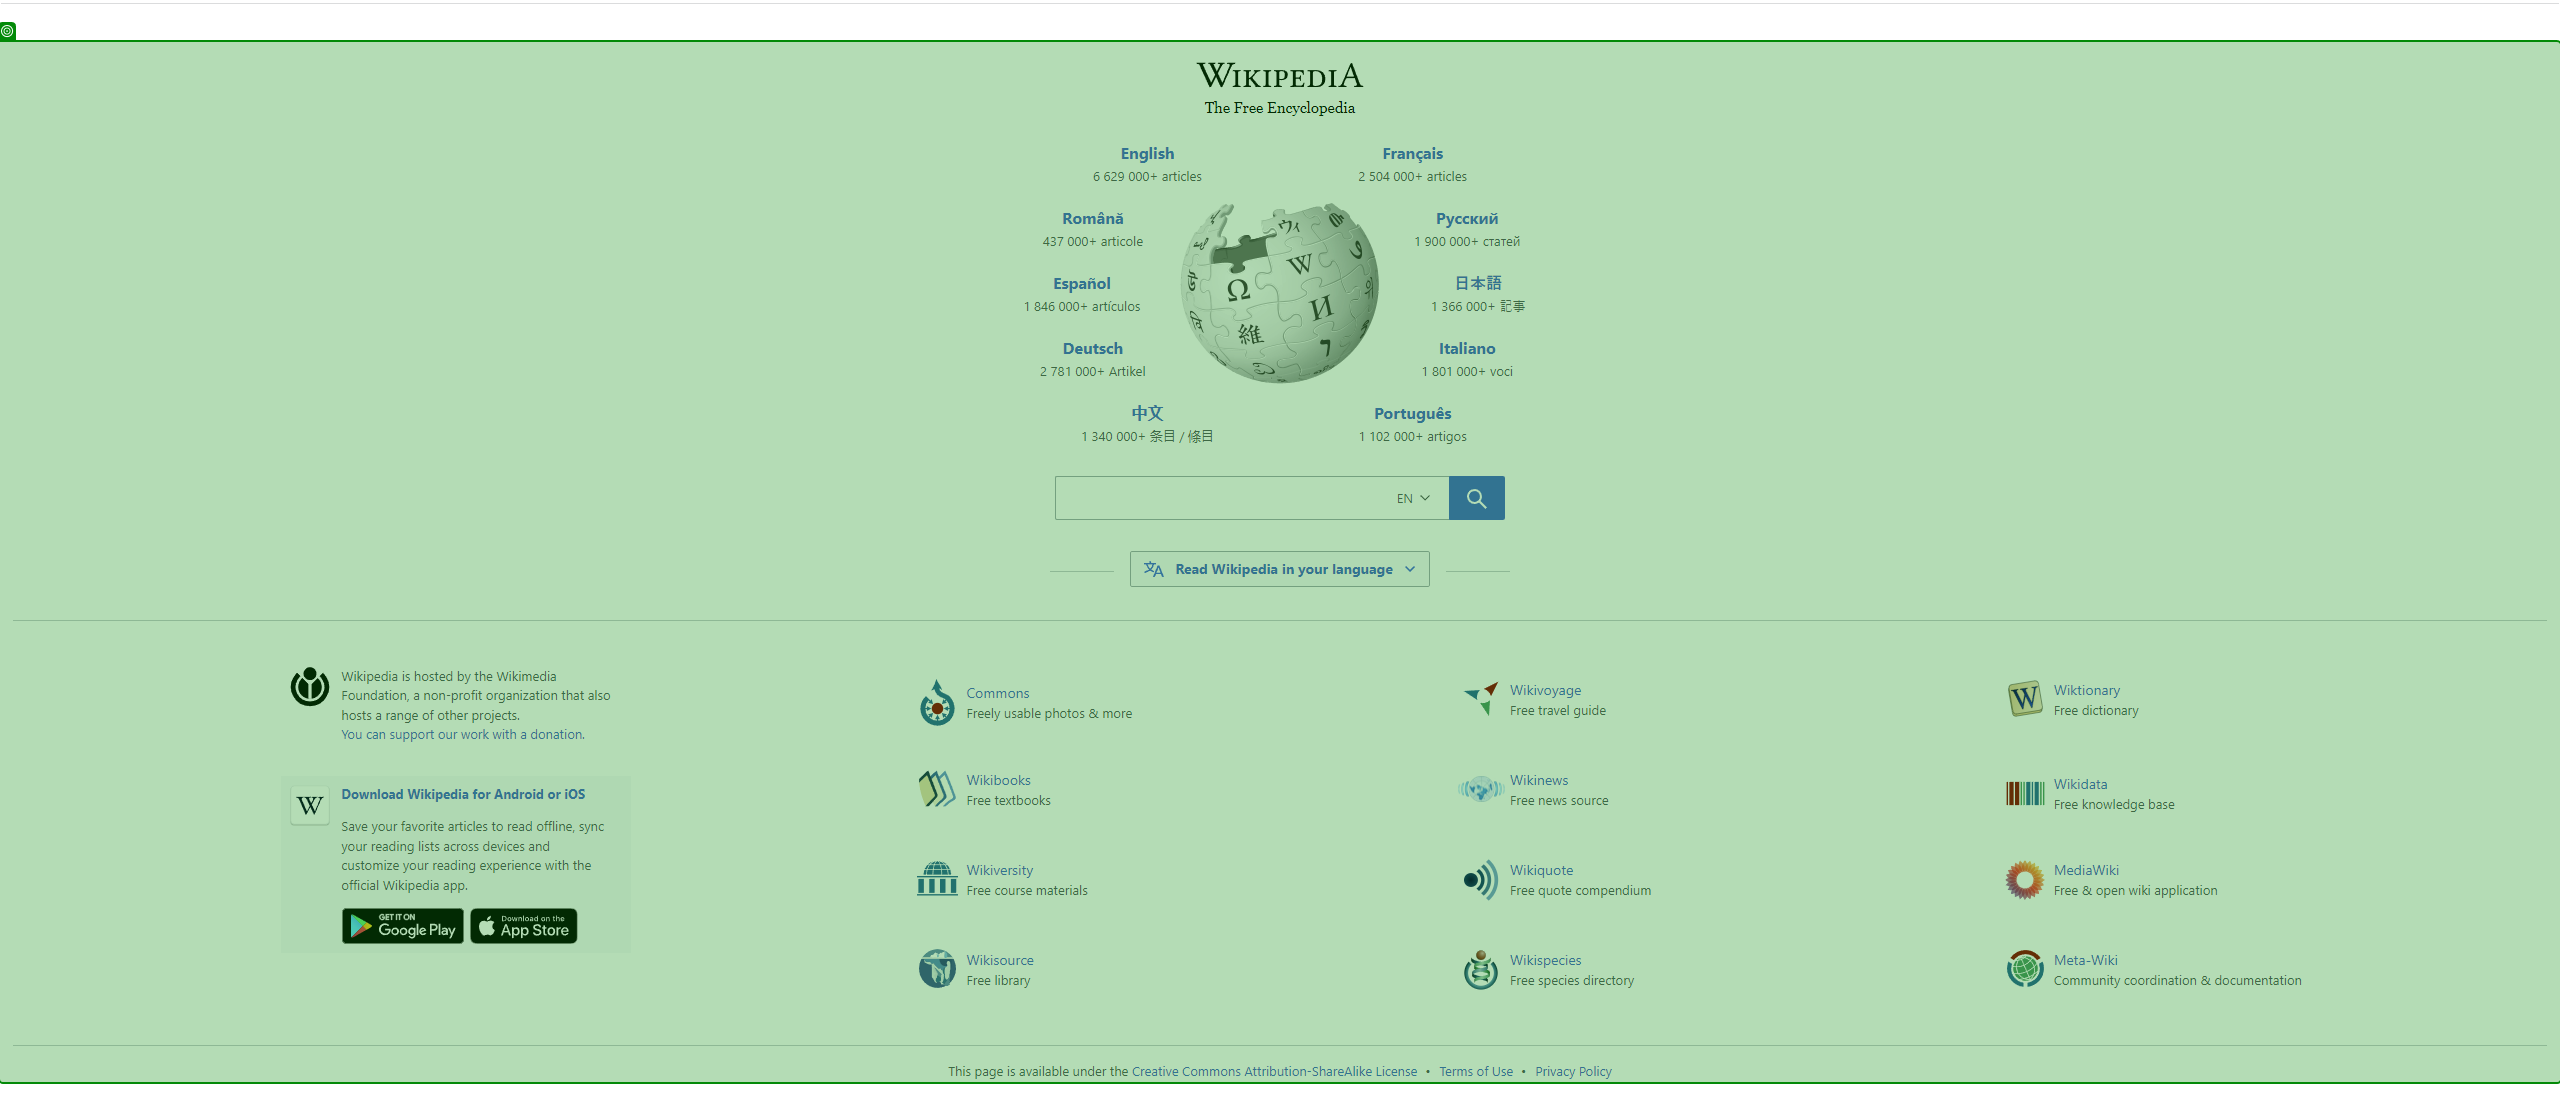 WIKIPEDIA
The Free Encyclopedia
English
6 629 000+ articles
Français
2 504 000+ articles
Română
437 000+ articole
Русский
1 900 000+ статей
Español
1 846 000+ artículos
日本語
1 366 000+ 記事
Deutsch
2 781 000+ Artikel
Italiano
1 801 000+ voci
中文
1 340 000+ 条目 / 條目
Português
1 102 000+ artigos
Ω
W
И
維
ウィ
EN
Read Wikipedia in your language
Wikipedia is hosted by the Wikimedia
Foundation, a non-profit organization that also
hosts a range of other projects.
You can support our work with a donation.
W
Download Wikipedia for Android or iOS
Save your favorite articles to read offline, sync
your reading lists across devices and
customize your reading experience with the
official Wikipedia app.
GET IT ON
Google Play
Download on the
App Store
Commons
Freely usable photos & more
Wikivoyage
Free travel guide
W
Wiktionary
Free dictionary
Wikibooks
Free textbooks
Wikinews
Free news source
Wikidata
Free knowledge base
Wikiversity
Free course materials
Wikiquote
Free quote compendium
MediaWiki
Free & open wiki application
Wikisource
Free library
Wikispecies
Free species directory
Meta-Wiki
Community coordination & documentation
This page is available under the Creative Commons Attribution-ShareAlike License • Terms of Use • Privacy Policy